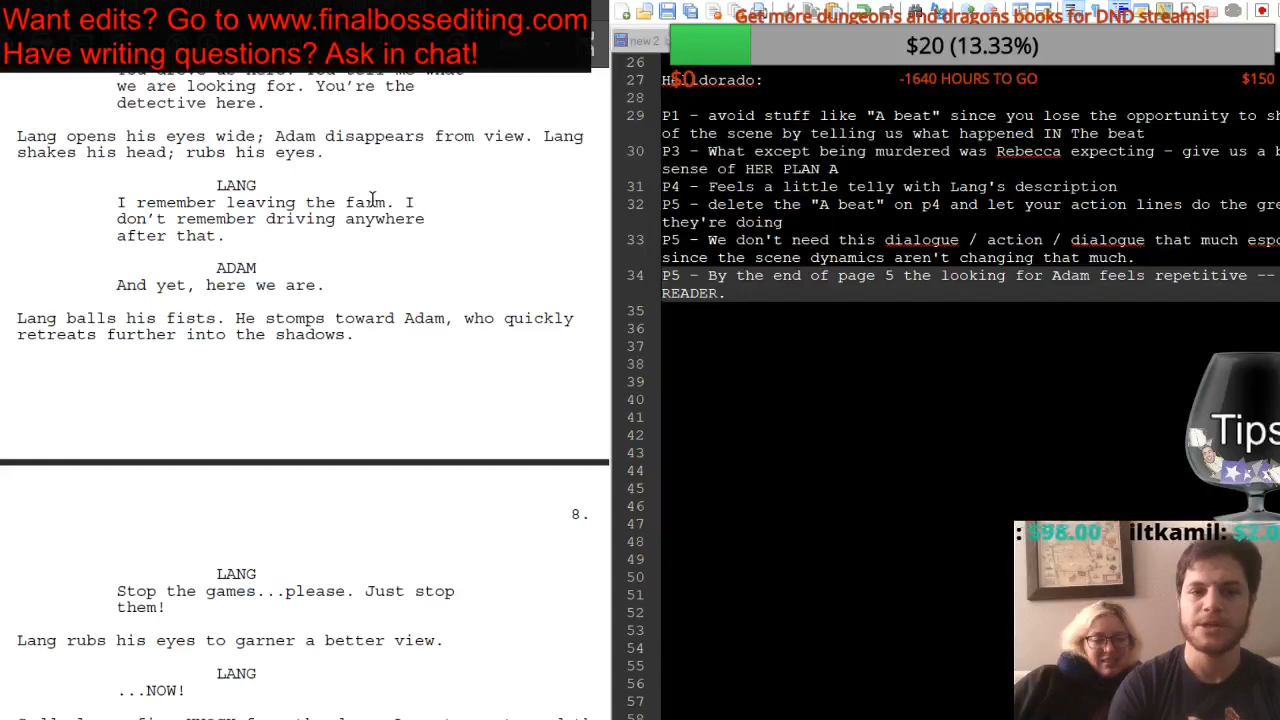 Want edits? Go to www.finalbossediting.com
Have writing questions? Ask in chat!
we are looking for. You're the
detective here.
Lang opens his eyes wide; Adam disappears from view. Lang
shakes his head; rubs his eyes.
LANG
I remember leaving the farm. I
don't remember driving anywhere
after that.
ADAM
And yet, here we are.
Lang balls his fists. He stomps toward Adam, who quickly
retreats further into the shadows.
8.
LANG
Stop the games...please. Just stop
them!
Lang rubs his eyes to garner a better view.
LANG
...NOW!
Get more dungeon's and dragons books for DND streams!
new 2
$20 (13.33%)
$0
-1640 HOURS TO GO
$150
26
27
28
29 P1 - avoid stuff like "A beat" since you lose the opportunity to
of the scene by telling us what happened IN The beat
30 P3 - What except being murdered was Rebecca expecting - give us a
sense of HER PLAN A
31 P4 - Feels a little telly with Lang's description
32 P5 - delete the "A beat" on p4 and let your action lines do the
they're doing
33 P5 - We don't need this dialogue / action / dialogue that much
since the scene dynamics aren't changing that much.
34 P5 - By the end of page 5 the looking for Adam feels repetitive --
READER.
35
36
37
38
39
40
41
42
43
44
45
46
47
48
49
50
51
52
53
54
55
56
57
58
Tips
: $98.00 iltkamil: $2.0